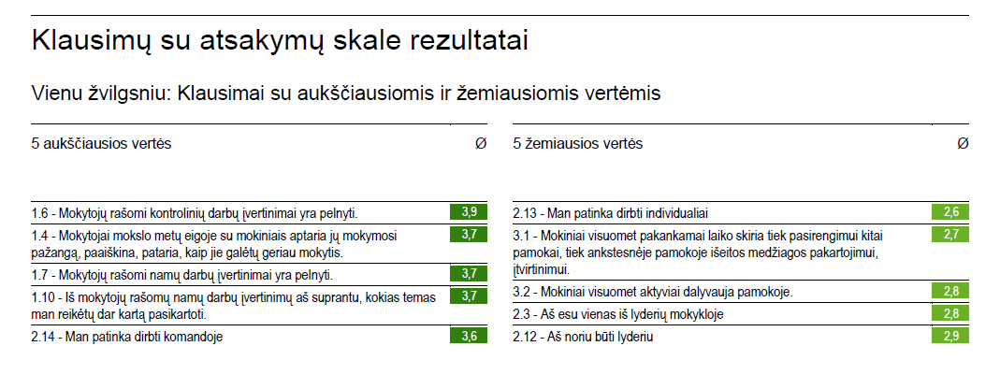 Klausimų su atsakymų skale rezultatai
Vienu žvilgsniu: Klausimai su aukščiausiomis ir žemiausiomis vertėmis
5 aukščiausios vertės Ø
1.6 - Mokytojų rašomi kontrolinių darbų įvertinimai yra pelnyti. 3,9
1.4 - Mokytojai mokslo metų eigoje su mokiniais aptaria jų mokymosi 3,7
pažangą, paaiškina, pataria, kaip jie galėtų geriau mokytis.
1.7 - Mokytojų rašomi namų darbų įvertinimai yra pelnyti. 3,7
1.10 - Iš mokytojų rašomų namų darbų įvertinimų aš suprantu, kokias temas 3,7
man reikėtų dar kartą pasikartoti.
2.14 - Man patinka dirbti komandoje 3,6
5 žemiausios vertės Ø
2.13 - Man patinka dirbti individualiai 2,6
3.1 - Mokiniai visuomet pakankamai laiko skiria tiek pasirengimui kitai 2,7
pamokai, tiek ankstesnėje pamokoje išeitos medžiagos pakartojimui,
įtvirtinimui.
3.2 - Mokiniai visuomet aktyviai dalyvauja pamokoje. 2,8
2.3 - Aš esu vienas iš lyderių mokykloje 2,8
2.12 - Aš noriu būti lyderiu 2,9